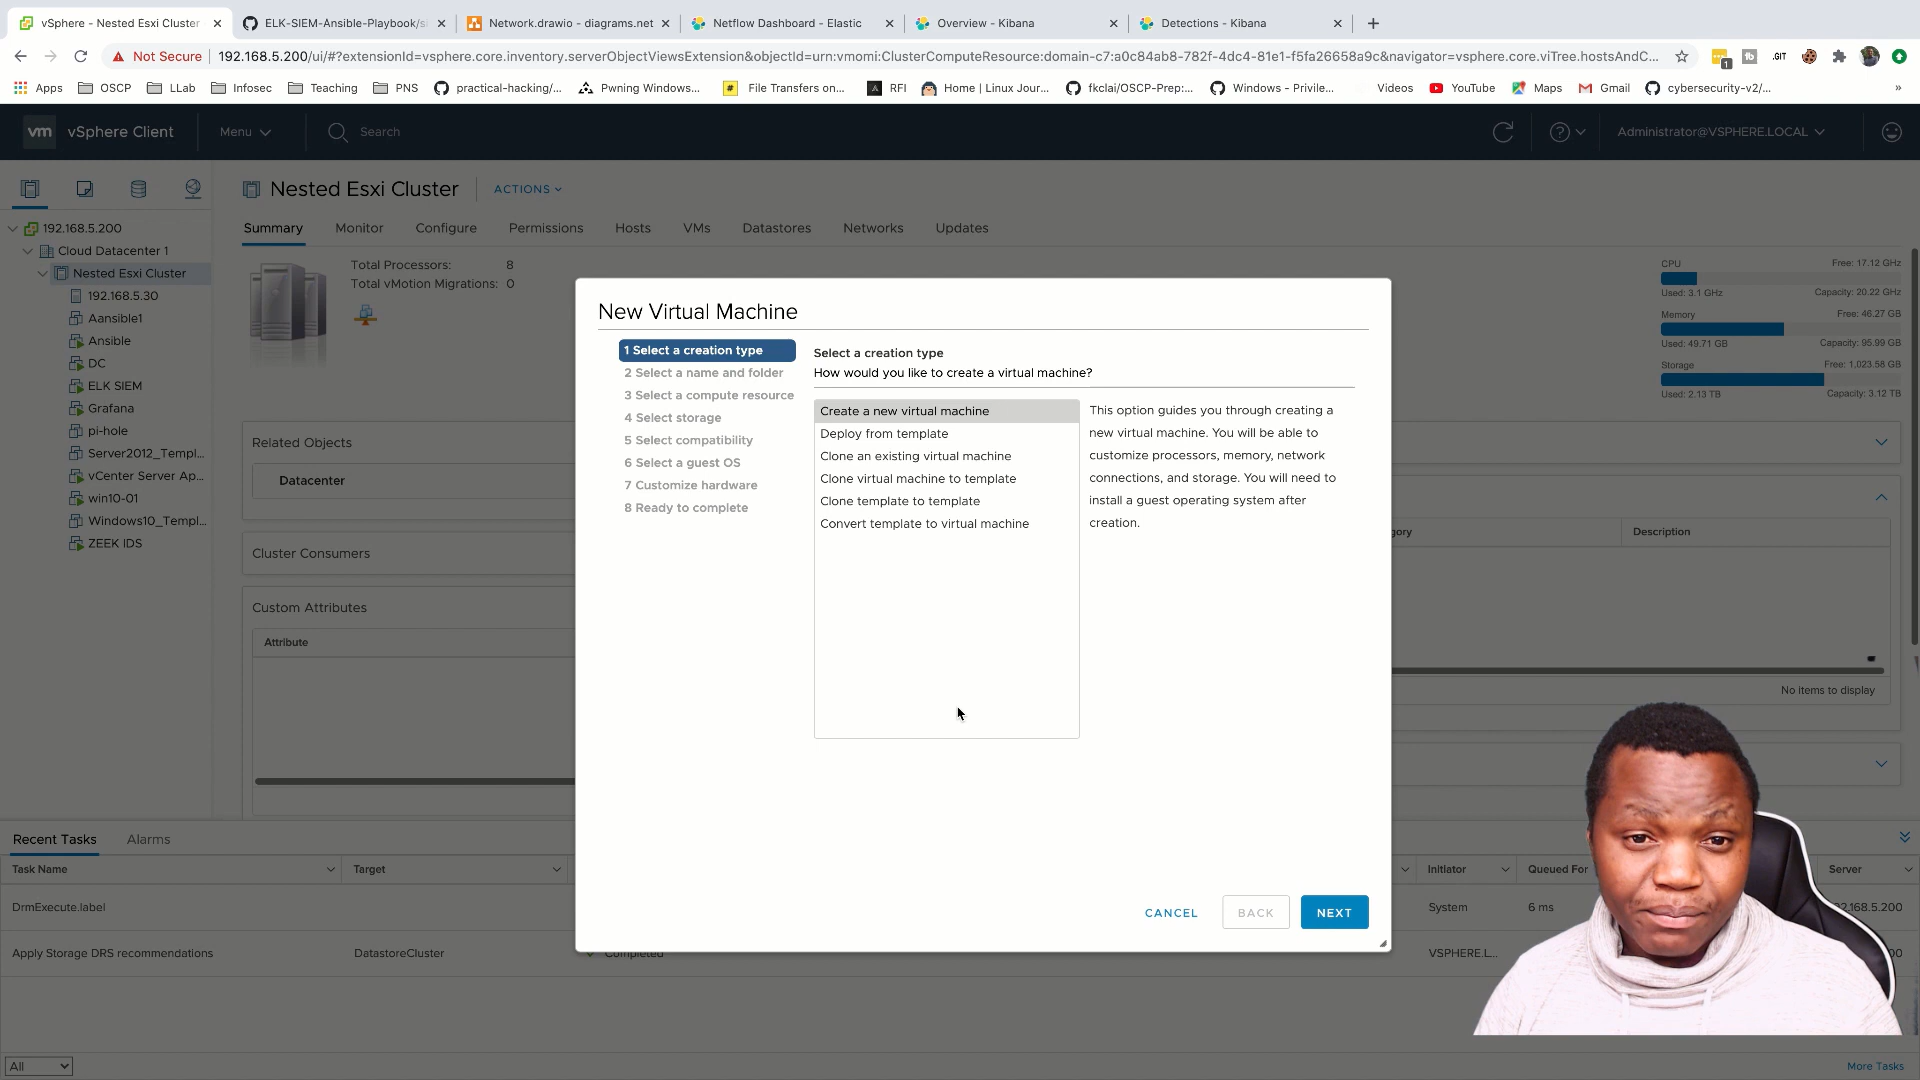 vSphere - Nested Esxi Cluster
ELK-SIEM-Ansible-Playbook/si
Network.drawio - diagrams.net
Netflow Dashboard - Elastic
Overview - Kibana
Detections - Kibana
Not Secure
192.168.5.200/ui/#?extensionId=vsphere.core.inventory.serverObjectViewsExtension&objectId=urn:vmomi:ClusterComputeResource:domain-c7:a0c84ab8-782f-4dc4-81e1-f5fa26658a9c&navigator=vsphere.core.viTree.hostsAndC...
1
.GIT
Apps
OSCP
LLab
Infosec
Teaching
PNS
practical-hacking/...
Pwning Windows...
File Transfers on...
RFI
Home | Linux Jour...
fkclai/OSCP-Prep:...
Windows - Privile...
Videos
YouTube
Maps
Gmail
cybersecurity-v2/...
»
vm
vSphere Client
Menu
Search
Administrator@VSPHERE.LOCAL
Nested Esxi Cluster
ACTIONS
Summary
Monitor
Configure
Permissions
Hosts
VMs
Datastores
Networks
Updates
192.168.5.200
Cloud Datacenter 1
Nested Esxi Cluster
192.168.5.30
Aansible1
Ansible
DC
ELK SIEM
Grafana
pi-hole
Server2012_Templ...
vCenter Server Ap...
win10-01
Windows10_Templ...
ZEEK IDS
Total Processors: 8
Total vMotion Migrations: 0
CPU Free: 17.12 GHz
Used: 3.1 GHz Capacity: 20.22 GHz
Memory Free: 46.27 GB
Used: 49.71 GB Capacity: 95.99 GB
Storage Free: 1,023.58 GB
Used: 2.13 TB Capacity: 3.12 TB
Related Objects
Datacenter
Cluster Consumers
Custom Attributes
Attribute
gory
Description
No items to display
New Virtual Machine
1 Select a creation type
2 Select a name and folder
3 Select a compute resource
4 Select storage
5 Select compatibility
6 Select a guest OS
7 Customize hardware
8 Ready to complete
Select a creation type
How would you like to create a virtual machine?
Create a new virtual machine
Deploy from template
Clone an existing virtual machine
Clone virtual machine to template
Clone template to template
Convert template to virtual machine
This option guides you through creating a
new virtual machine. You will be able to
customize processors, memory, network
connections, and storage. You will need to
install a guest operating system after
creation.
CANCEL
BACK
NEXT
Recent Tasks
Alarms
Task Name
Target
Initiator
Queued For
Server
DrmExecute.label
System
6 ms
2.168.5.200
Apply Storage DRS recommendations
DatastoreCluster
Completed
VSPHERE.L...
00
All
More Tasks